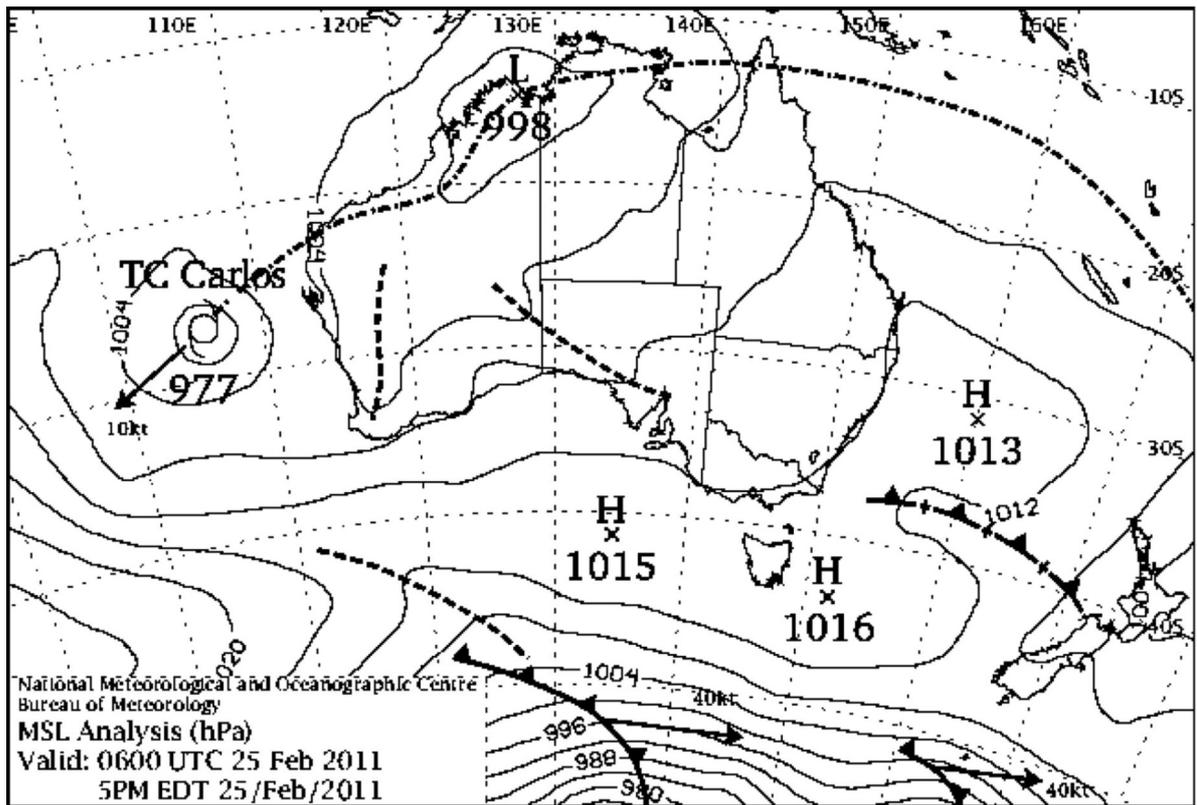 110E 120E 130E 140E 150E 160E
L
998
10S
1004
20S
TC Carlos
1004
977
10kt
H
1013
30S
1012
H
1015
H
1016
40S
1020
1004
40kt
996
988
980
40kt
National Meteorological and Oceanographic Centre
Bureau of Meteorology
MSL Analysis (hPa)
Valid: 0600 UTC 25 Feb 2011
5PM EDT 25/Feb/2011